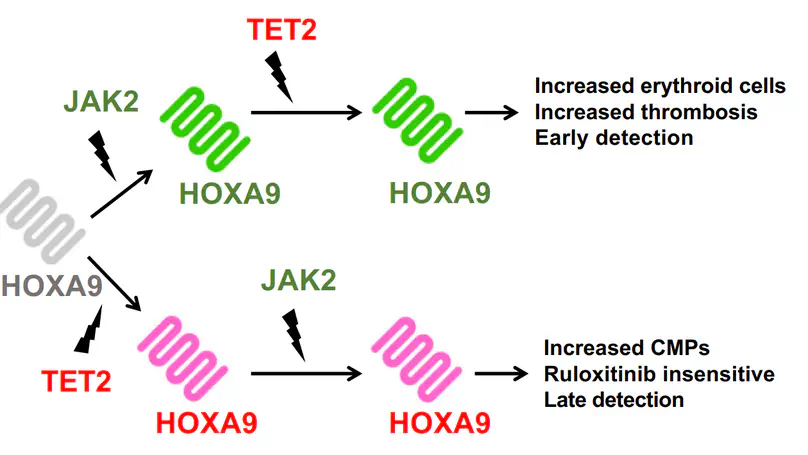 TET2
JAK2
HOXA9
HOXA9
Increased erythroid cells
Increased thrombosis
Early detection
HOXA9
TET2
HOXA9
JAK2
HOXA9
Increased CMPs
Ruloxitinib insensitive
Late detection